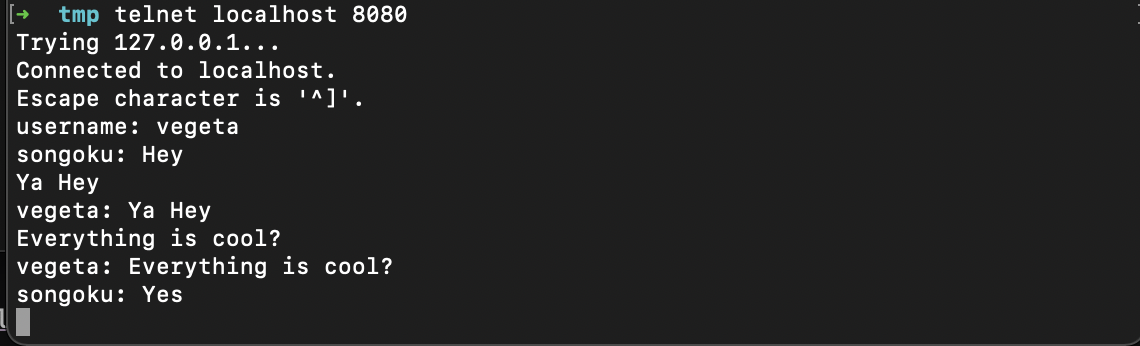 [➜  tmp telnet localhost 8080
Trying 127.0.0.1...
Connected to localhost.
Escape character is '^]'.
username: vegeta
songoku: Hey
Ya Hey
vegeta: Ya Hey
Everything is cool?
vegeta: Everything is cool?
songoku: Yes